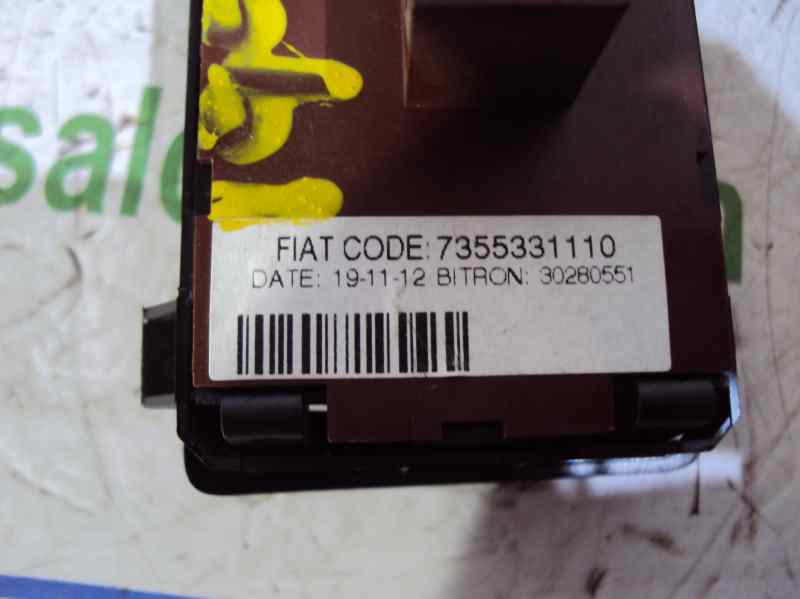 FIAT CODE: 7355331110
DATE: 19-11-12 BITRON: 30280551